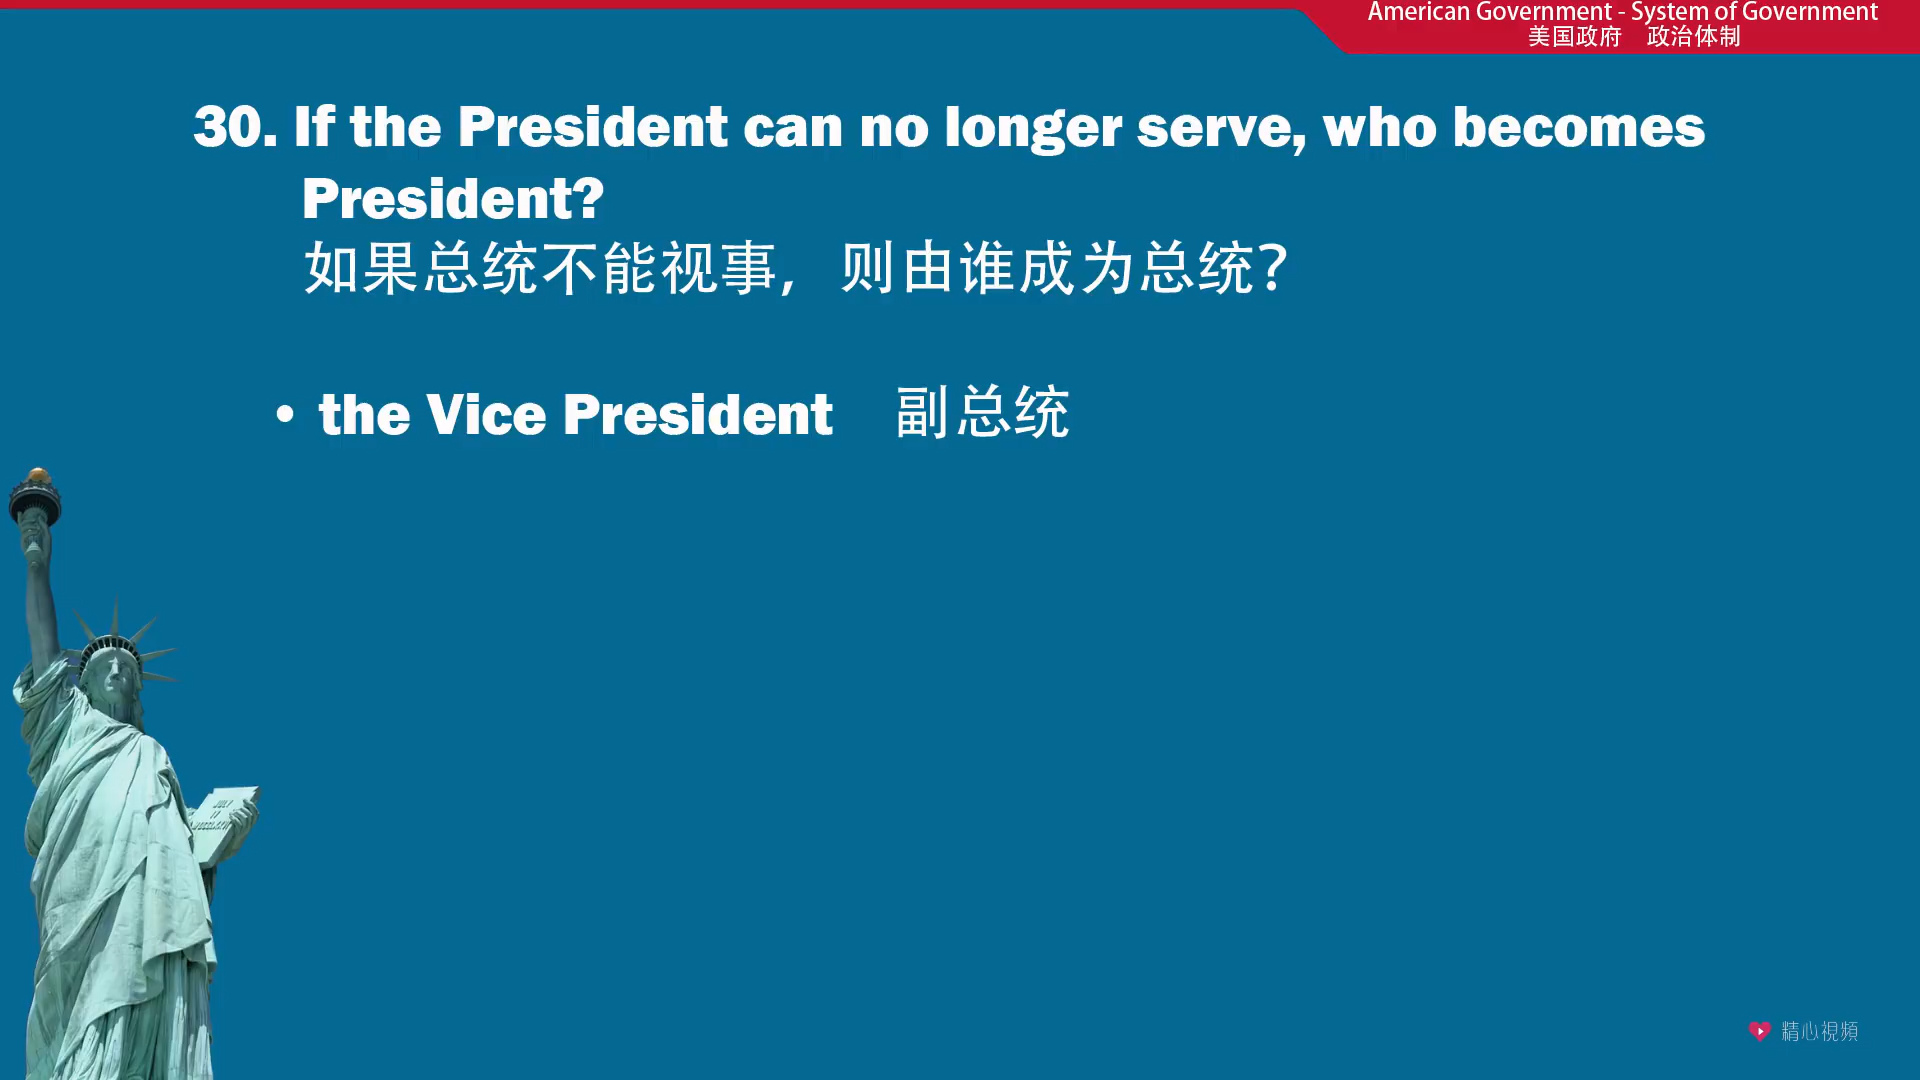 American Government - System of Government
美国政府 政治体制
30. If the President can no longer serve, who becomes
President?
如果总统不能视事，则由谁成为总统？
• the Vice President 副总统
JULY
精心視頻